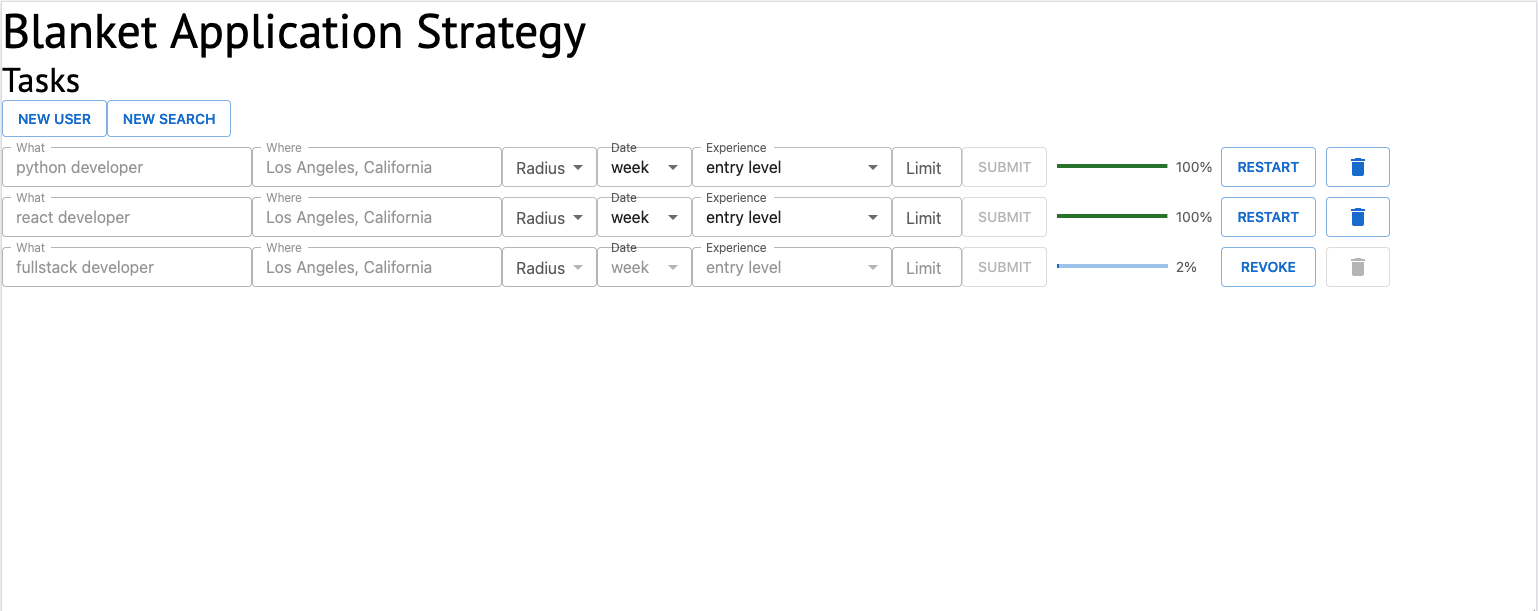 Blanket Application Strategy
Tasks
NEW USER NEW SEARCH
What Where Date Experience
python developer Los Angeles, California Radius week entry level Limit SUBMIT 100% RESTART
What Where Date Experience
react developer Los Angeles, California Radius week entry level Limit SUBMIT 100% RESTART
What Where Date Experience
fullstack developer Los Angeles, California Radius week entry level Limit SUBMIT 2% REVOKE